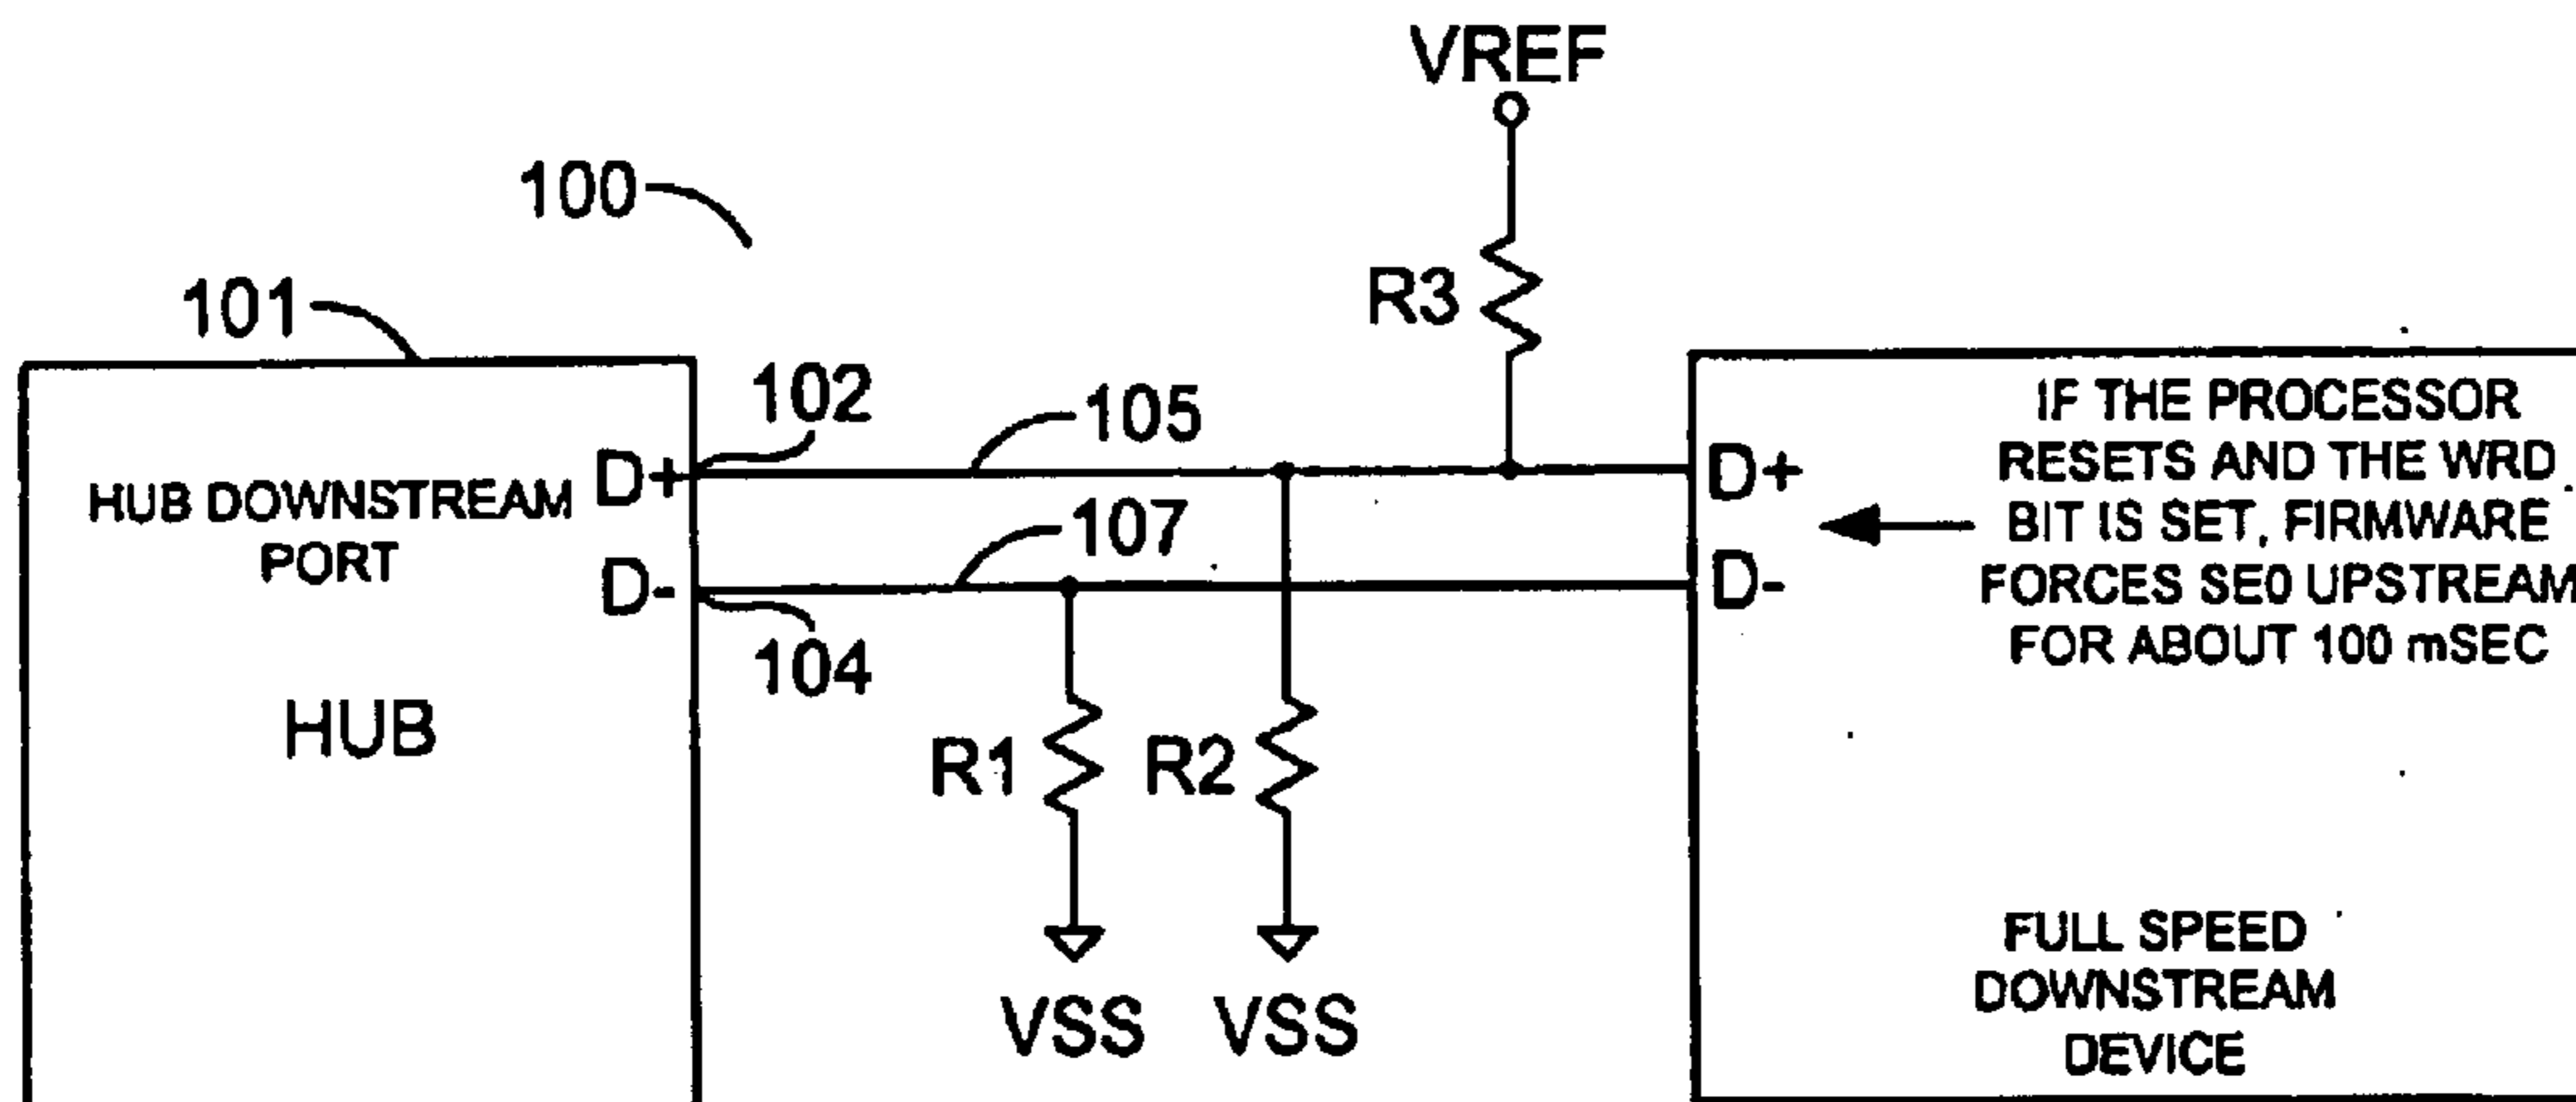 VREF
100
R3
101
102
105
D+
HUB DOWNSTREAM
PORT
107
D-
104
HUB
R1
R2
VSS
VSS
D+
D-
IF THE PROCESSOR
RESETS AND THE WRD
BIT IS SET, FIRMWARE
FORCES SE0 UPSTREAM
FOR ABOUT 100 mSEC
FULL SPEED
DOWNSTREAM
DEVICE